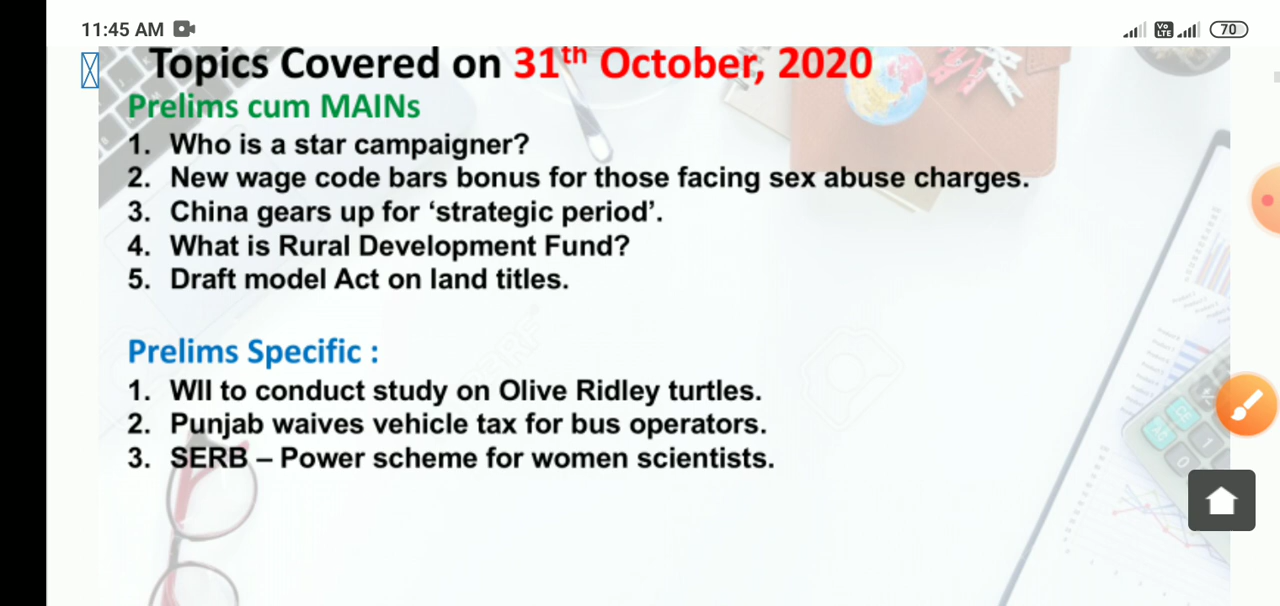 11:45 AM
Vo LTE
70
Topics Covered on 31th October, 2020
Prelims cum MAINs
1. Who is a star campaigner?
2. New wage code bars bonus for those facing sex abuse charges.
3. China gears up for ‘strategic period’.
4. What is Rural Development Fund?
5. Draft model Act on land titles.
Prelims Specific :
1. WII to conduct study on Olive Ridley turtles.
2. Punjab waives vehicle tax for bus operators.
3. SERB – Power scheme for women scientists.